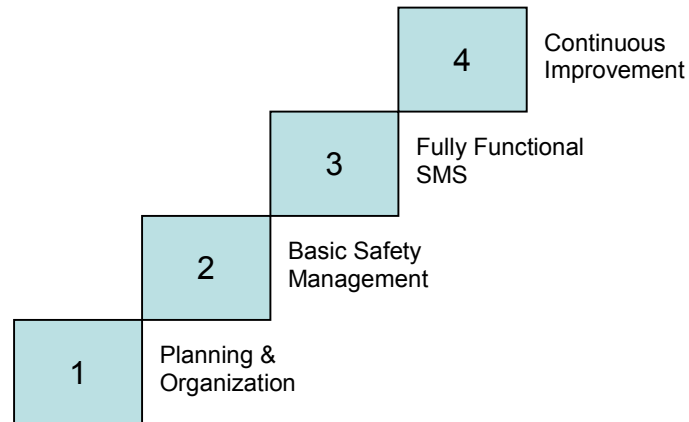 4
Continuous
Improvement
3
Fully Functional
SMS
2
Basic Safety
Management
1
Planning &
Organization